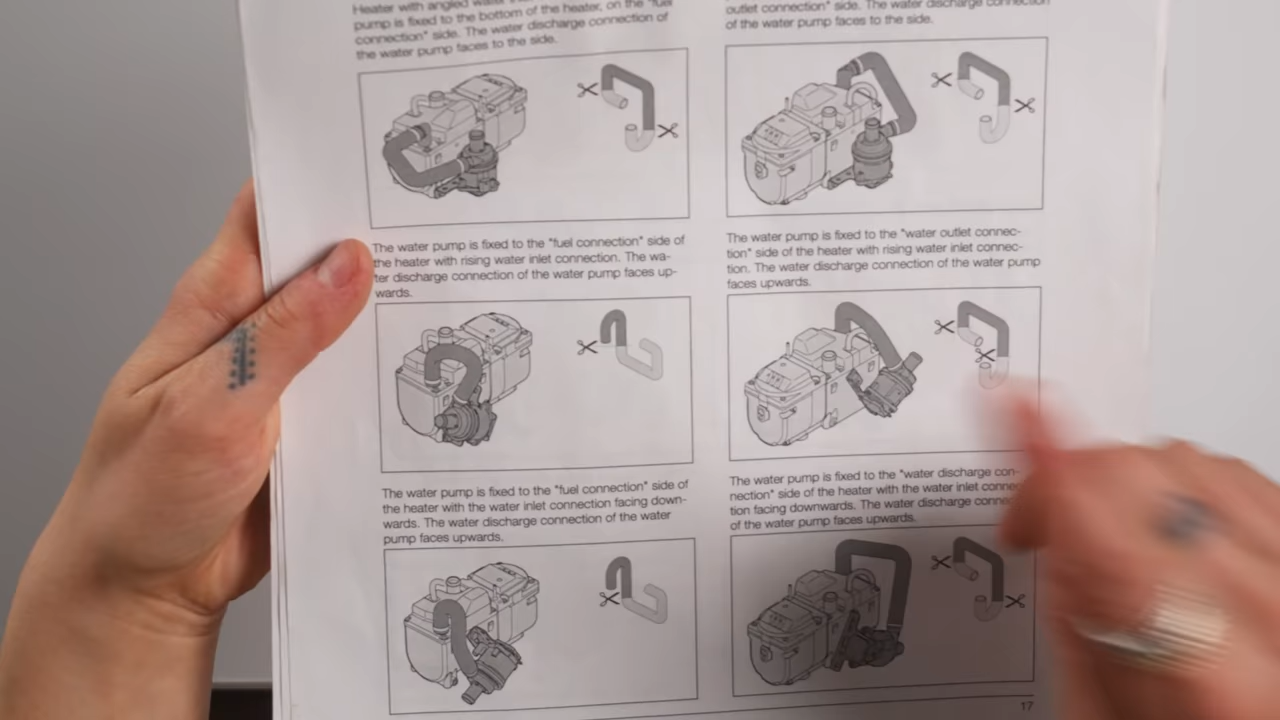 Heater with angled water
pump is fixed to the bottom of the heater, on the "fuel
connection" side. The water discharge connection of
the water pump faces to the side.
The water pump is fixed to the "fuel connection" side of
the heater with rising water inlet connection. The wa-
ter discharge connection of the water pump faces up-
wards.
The water pump is fixed to the "fuel connection" side of
the heater with the water inlet connection facing down-
wards. The water discharge connection of the water
pump faces upwards.
outlet connection" side. The water discharge connection
of the water pump faces to the side.
The water pump is fixed to the "water outlet connec-
tion" side of the heater with rising water inlet connec-
tion. The water discharge connection of the water pump
faces upwards.
The water pump is fixed to the "water discharge con-
nection" side of the heater with the water inlet
tion facing downwards. The water discharge
of the water pump faces upwards.
17